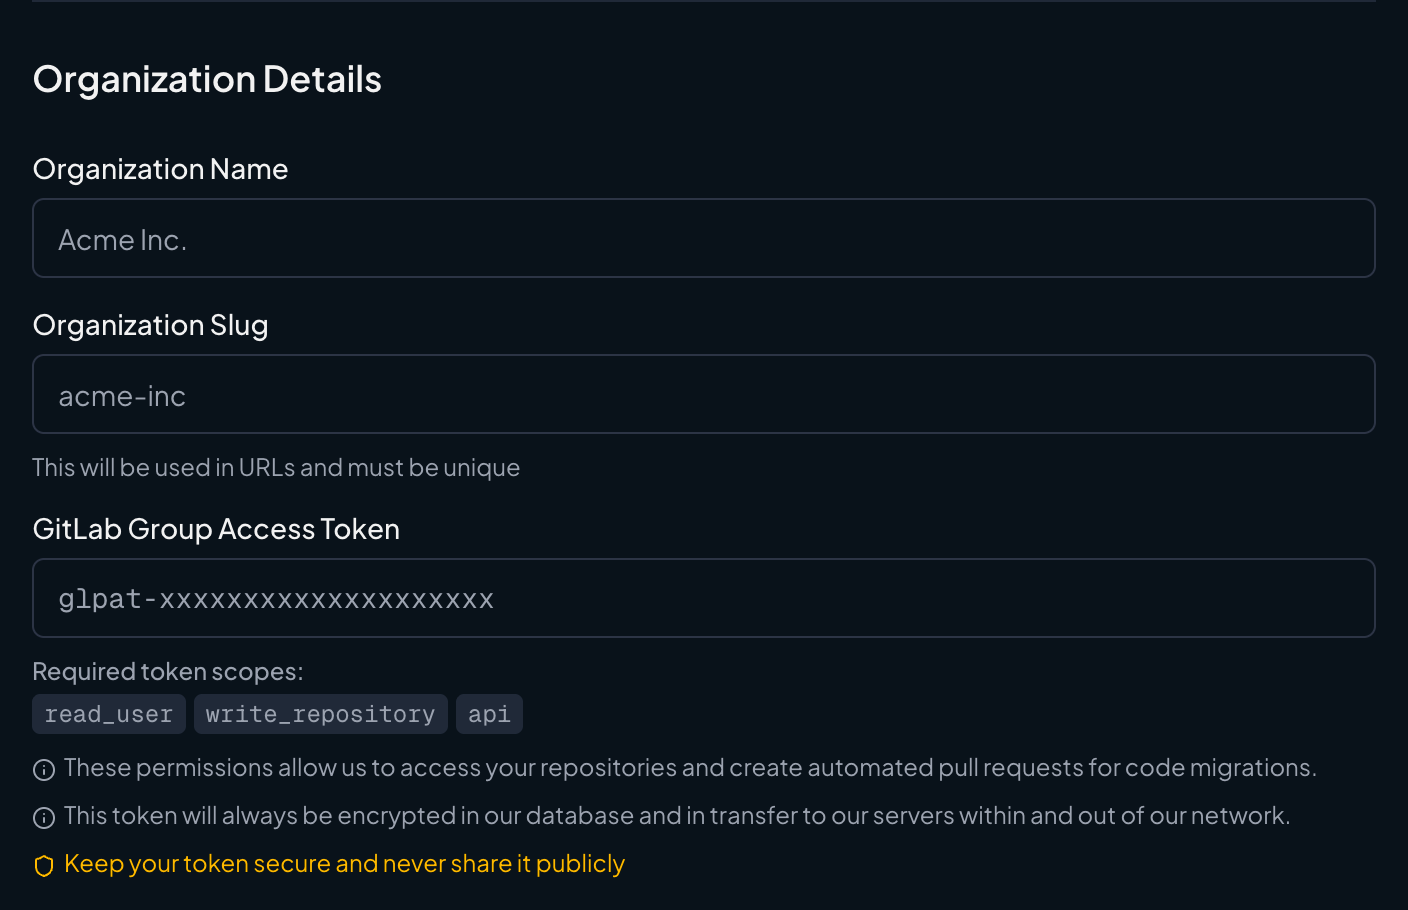 Organization Details
Organization Name
Acme Inc.
Organization Slug
acme-inc
This will be used in URLs and must be unique
GitLab Group Access Token
glpat-xxxxxxxxxxxxxxxxxxxx
Required token scopes:
read_user write_repository api
These permissions allow us to access your repositories and create automated pull requests for code migrations.
This token will always be encrypted in our database and in transfer to our servers within and out of our network.
Keep your token secure and never share it publicly